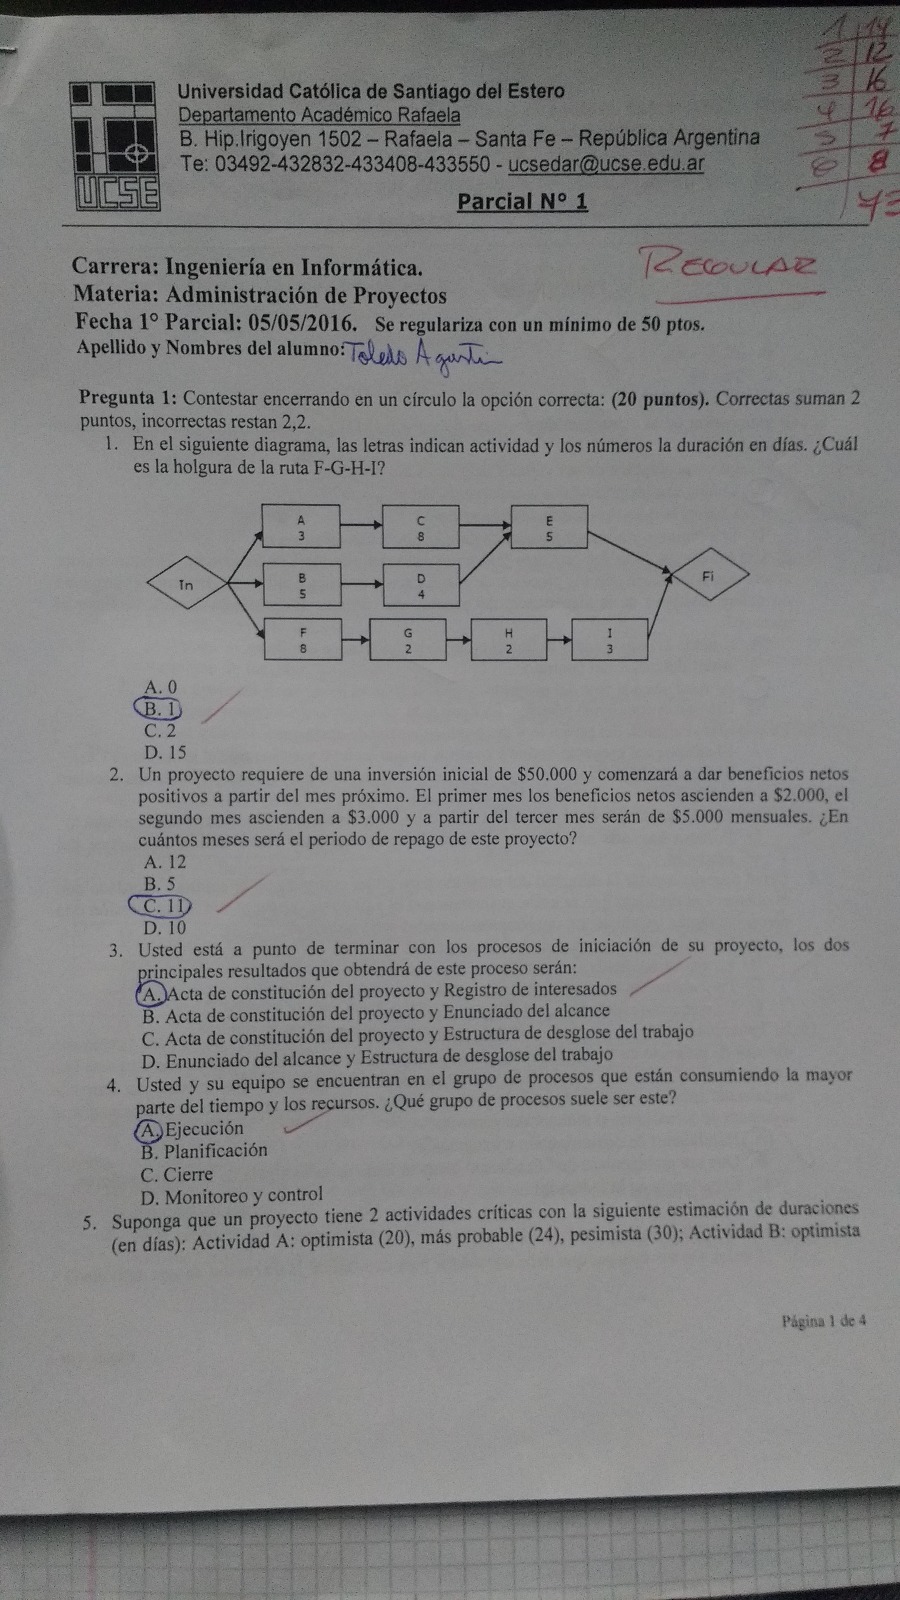 1 14
2 12
3 16
4 16
5 7
6 8
73
Universidad Católica de Santiago del Estero
Departamento Académico Rafaela
B. Hip.Irigoyen 1502 – Rafaela – Santa Fe – República Argentina
Te: 03492-432832-433408-433550 - ucsedar@ucse.edu.ar
UCSE
Parcial N° 1
REGULAR
Carrera: Ingeniería en Informática.
Materia: Administración de Proyectos
Fecha 1° Parcial: 05/05/2016. Se regulariza con un mínimo de 50 ptos.
Apellido y Nombres del alumno: Toledo Agustin
Pregunta 1: Contestar encerrando en un círculo la opción correcta: (20 puntos). Correctas suman 2
puntos, incorrectas restan 2,2.
1. En el siguiente diagrama, las letras indican actividad y los números la duración en días. ¿Cuál
es la holgura de la ruta F-G-H-I?
A C E
3 8 5
In Fi
B D
5 4
F G H I
8 2 2 3
A. 0
B. 1
C. 2
D. 15
2. Un proyecto requiere de una inversión inicial de $50.000 y comenzará a dar beneficios netos
positivos a partir del mes próximo. El primer mes los beneficios netos ascienden a $2.000, el
segundo mes ascienden a $3.000 y a partir del tercer mes serán de $5.000 mensuales. ¿En
cuántos meses será el periodo de repago de este proyecto?
A. 12
B. 5
C. 11
D. 10
3. Usted está a punto de terminar con los procesos de iniciación de su proyecto, los dos
principales resultados que obtendrá de este proceso serán:
A. Acta de constitución del proyecto y Registro de interesados
B. Acta de constitución del proyecto y Enunciado del alcance
C. Acta de constitución del proyecto y Estructura de desglose del trabajo
D. Enunciado del alcance y Estructura de desglose del trabajo
4. Usted y su equipo se encuentran en el grupo de procesos que están consumiendo la mayor
parte del tiempo y los recursos. ¿Qué grupo de procesos suele ser este?
A. Ejecución
B. Planificación
C. Cierre
D. Monitoreo y control
5. Suponga que un proyecto tiene 2 actividades críticas con la siguiente estimación de duraciones
(en días): Actividad A: optimista (20), más probable (24), pesimista (30); Actividad B: optimista
Página 1 de 4